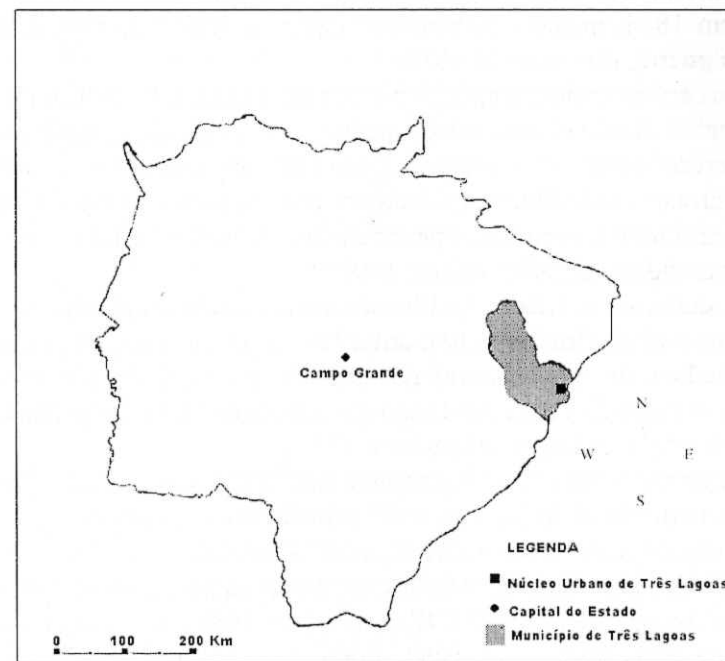 Campo Grande
N
W E
S
LEGENDA
Núcleo Urbano de Três Lagoas
Capital do Estado
Município de Três Lagoas
0 100 200 Km